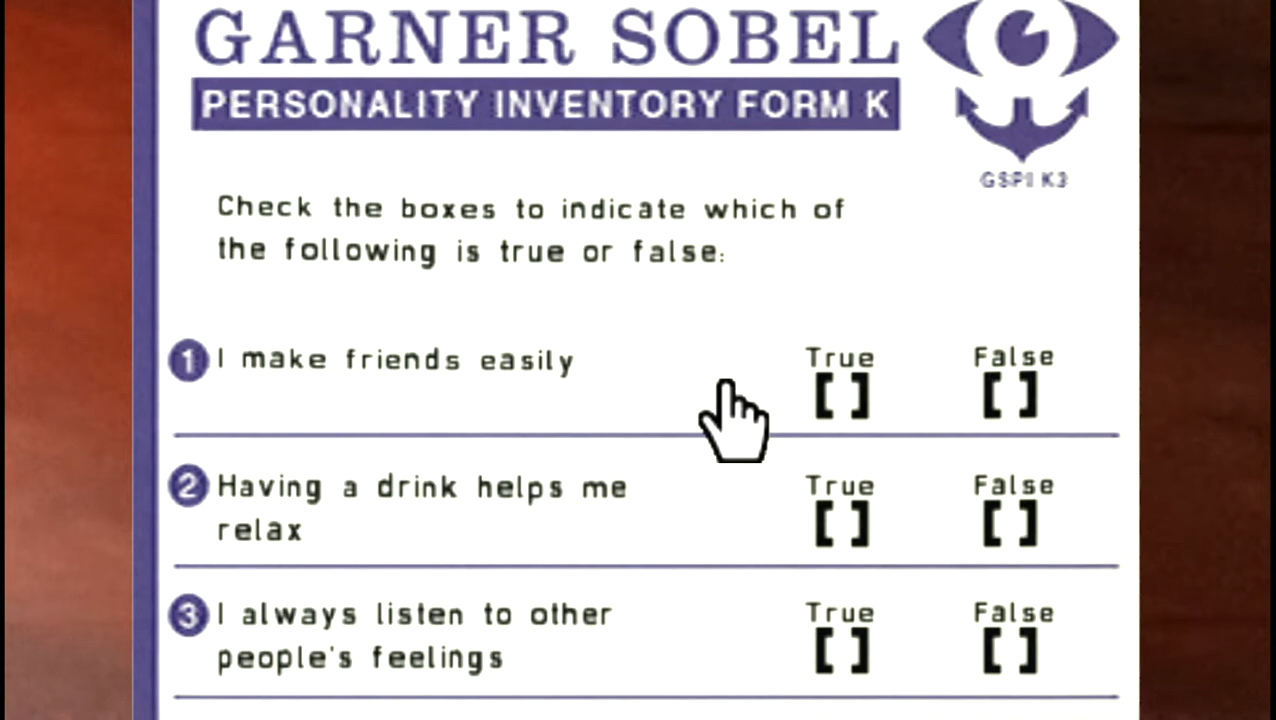 GARNER SOBEL
PERSONALITY INVENTORY FORM K
GSPI K3
Check the boxes to indicate which of
the following is true or false:
1 I make friends easily True False
[ ] [ ]
2 Having a drink helps me True False
relax [ ] [ ]
3 I always listen to other True False
people's feelings [ ] [ ]